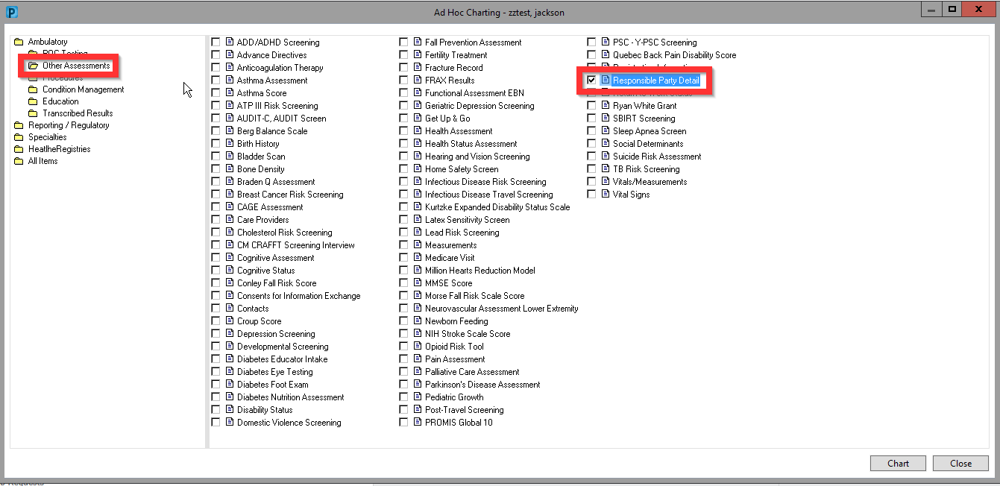 P
Ad Hoc Charting - zztest, jackson
Ambulatory
POC Testing
Other Assessments
Procedures
Condition Management
Education
Transcribed Results
Reporting / Regulatory
Specialties
HeatheRegistries
All Items
ADD/ADHD Screening
Advance Directives
Anticoagulation Therapy
Asthma Assessment
Asthma Score
ATP III Risk Screening
AUDIT-C, AUDIT Screen
Berg Balance Scale
Birth History
Bladder Scan
Bone Density
Braden Q Assessment
Breast Cancer Risk Screening
CAGE Assessment
Care Providers
Cholesterol Risk Screening
CM CRAFFT Screening Interview
Cognitive Assessment
Cognitive Status
Conley Fall Risk Score
Consents for Information Exchange
Contacts
Croup Score
Depression Screening
Developmental Screening
Diabetes Educator Intake
Diabetes Eye Testing
Diabetes Foot Exam
Diabetes Nutrition Assessment
Disability Status
Domestic Violence Screening
Fall Prevention Assessment
Fertility Treatment
Fracture Record
FRAX Results
Functional Assessment EBN
Geriatric Depression Screening
Get Up & Go
Health Assessment
Health Status Assessment
Hearing and Vision Screening
Home Safety Screen
Infectious Disease Risk Screening
Infectious Disease Travel Screening
Kurtzke Expanded Disability Status Scale
Latex Sensitivity Screen
Lead Risk Screening
Measurements
Medicare Visit
Million Hearts Reduction Model
MMSE Score
Morse Fall Risk Scale Score
Neurovascular Assessment Lower Extremity
Newborn Feeding
NIH Stroke Scale Score
Opioid Risk Tool
Pain Assessment
Palliative Care Assessment
Parkinson's Disease Assessment
Pediatric Growth
Post-Travel Screening
PROMIS Global 10
PSC - Y-PSC Screening
Quebec Back Pain Disability Score
Registration Information
Responsible Party Detail
Return to Work Status
Ryan White Grant
SBIRT Screening
Sleep Apnea Screen
Social Determinants
Suicide Risk Assessment
TB Risk Screening
Vitals/Measurements
Vital Signs
Chart
Close
Requests